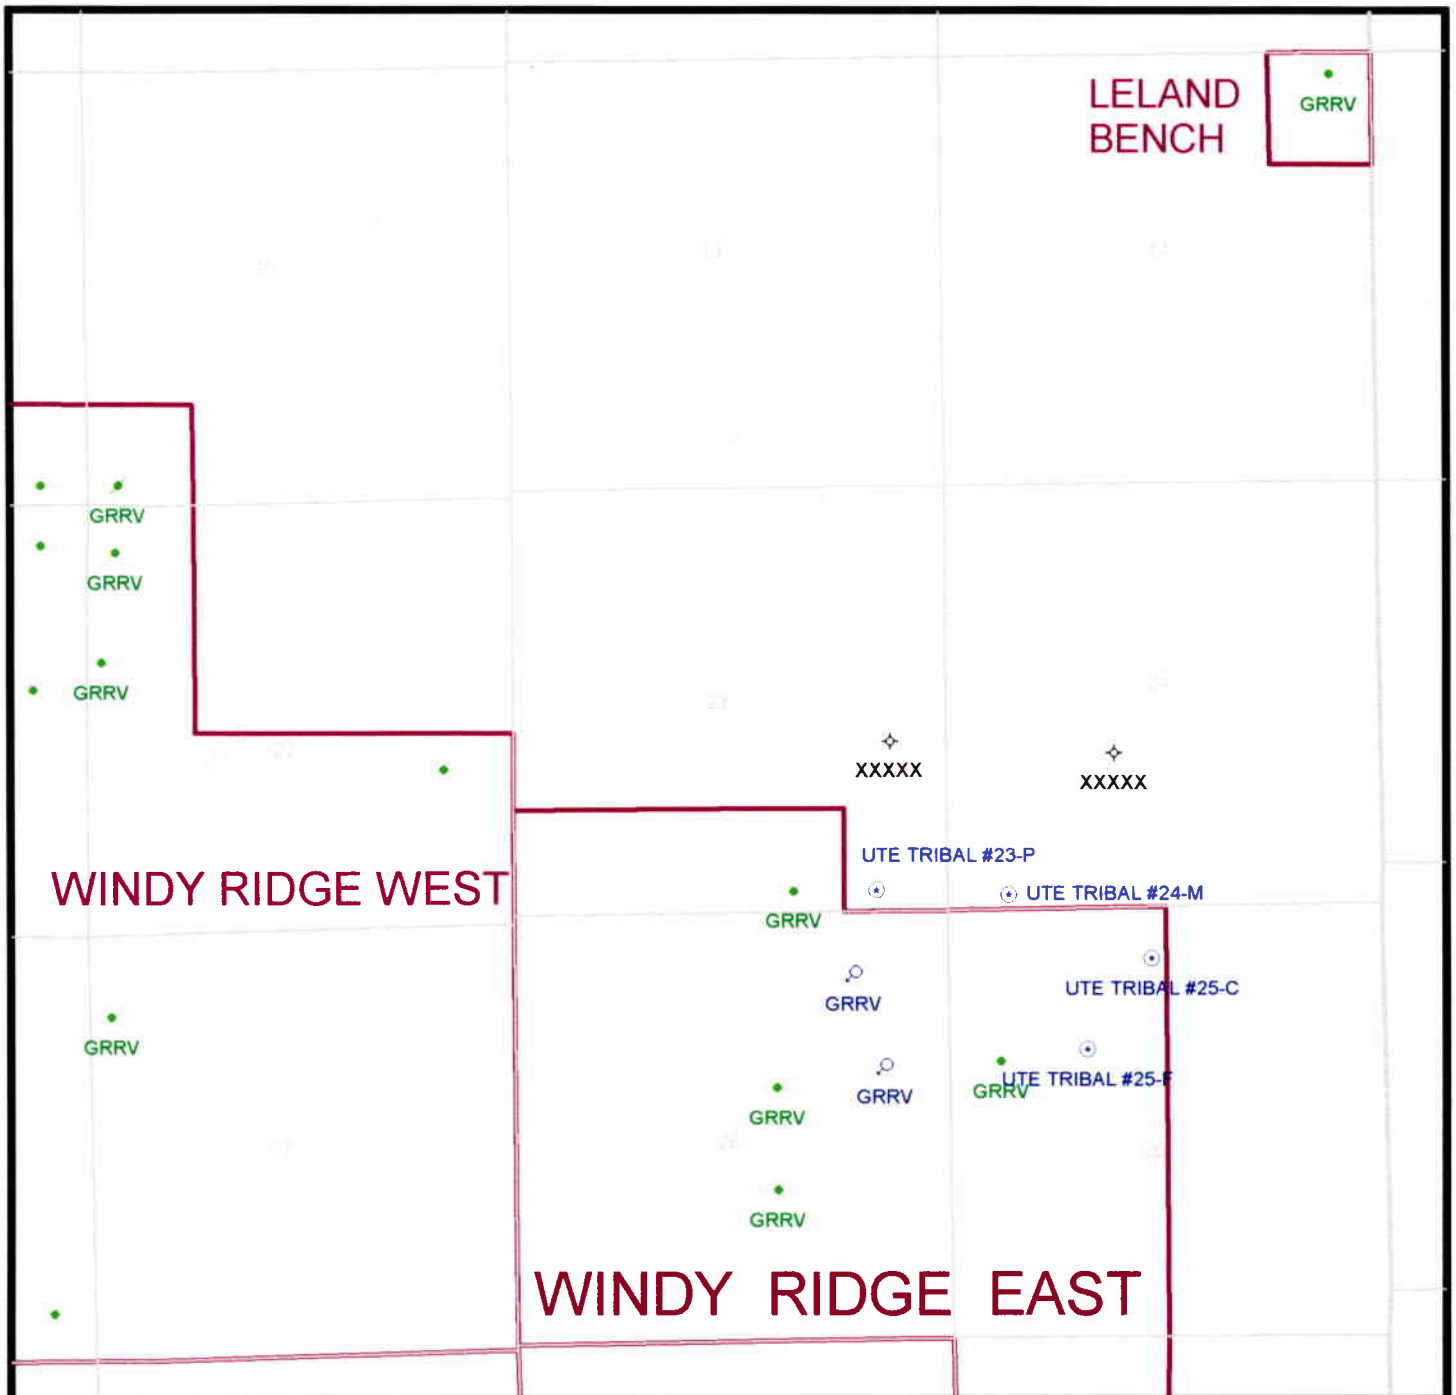 LELAND
BENCH
GRRV
GRRV
GRRV
GRRV
XXXXX
XXXXX
UTE TRIBAL #23-P
WINDY RIDGE WEST
UTE TRIBAL #24-M
GRRV
UTE TRIBAL #25-C
GRRV
GRRV
UTE TRIBAL #25-F
GRRV
GRRV
GRRV
GRRV
WINDY RIDGE EAST